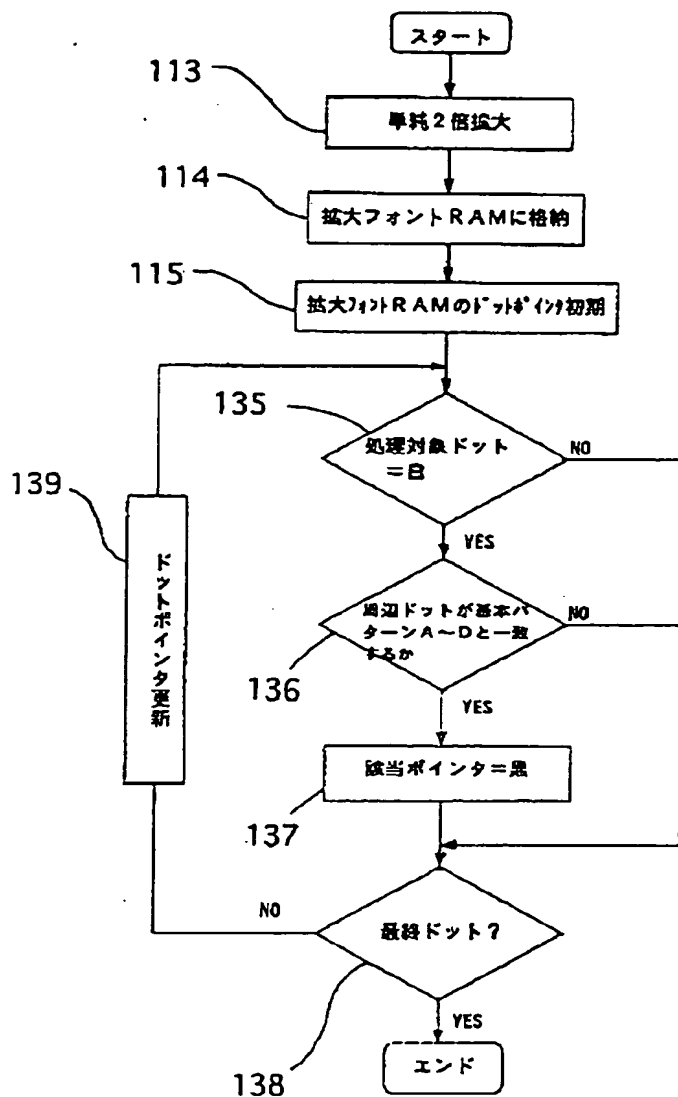 スタート
113
単純2倍拡大
114
拡大フォントRAMに格納
115
拡大フォントRAMのドットポインタ初期
135
処理対象ドット
＝白
NO
139
YES
ドットポインタ更新
周辺ドットが基本パ
ターンA～Dと一致
するか
NO
136
YES
該当ポインタ＝黒
137
NO
最終ドット？
YES
エンド
138